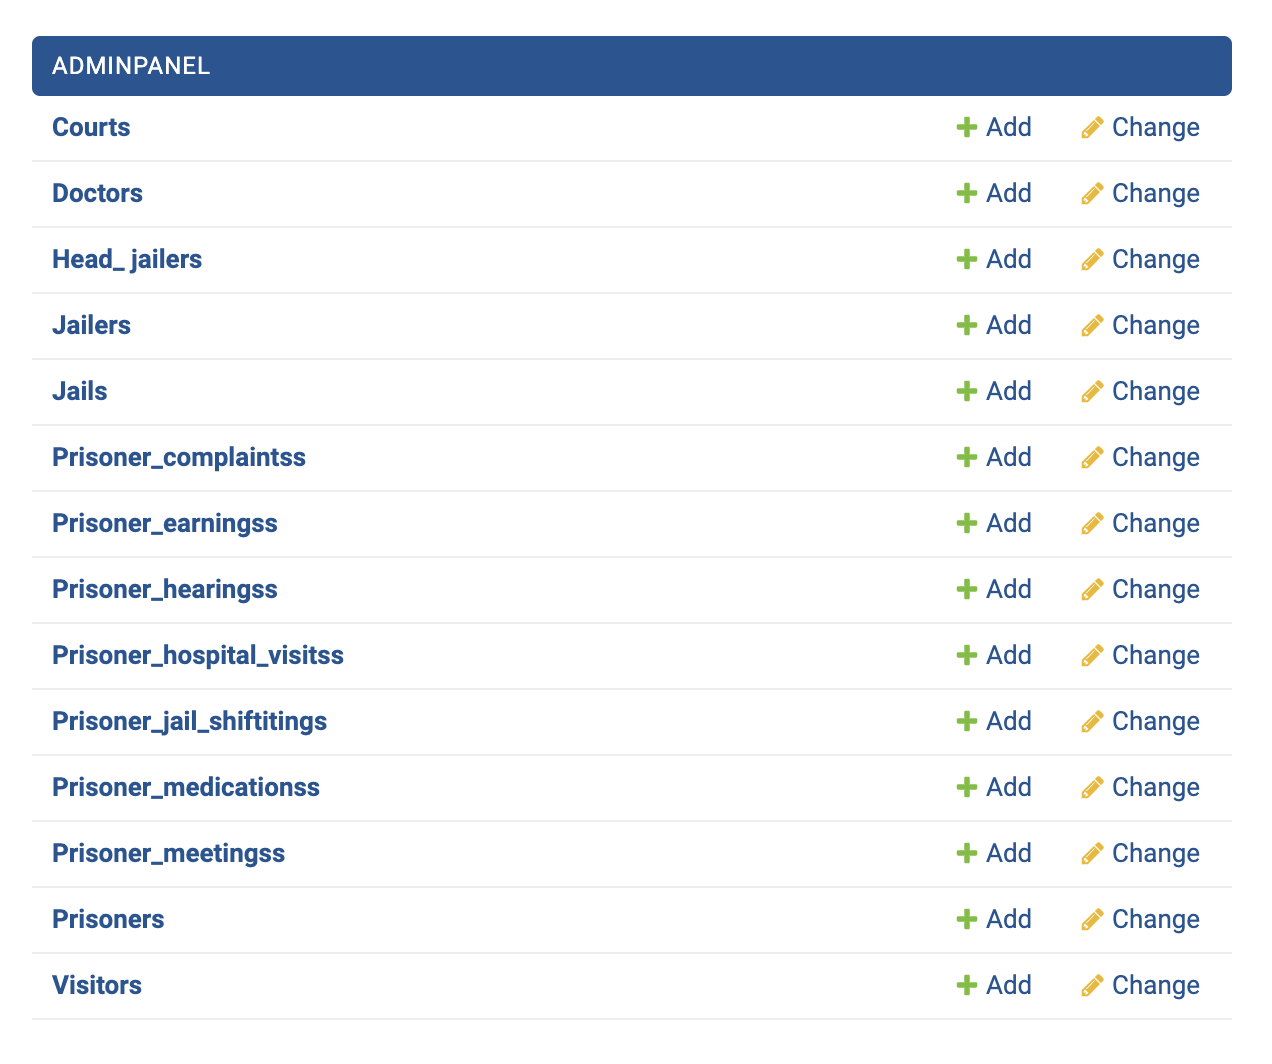 ADMINPANEL
Courts Add Change
Doctors Add Change
Head_ jailers Add Change
Jailers Add Change
Jails Add Change
Prisoner_complaintss Add Change
Prisoner_earningss Add Change
Prisoner_hearingss Add Change
Prisoner_hospital_visitss Add Change
Prisoner_jail_shiftitings Add Change
Prisoner_medicationss Add Change
Prisoner_meetingss Add Change
Prisoners Add Change
Visitors Add Change